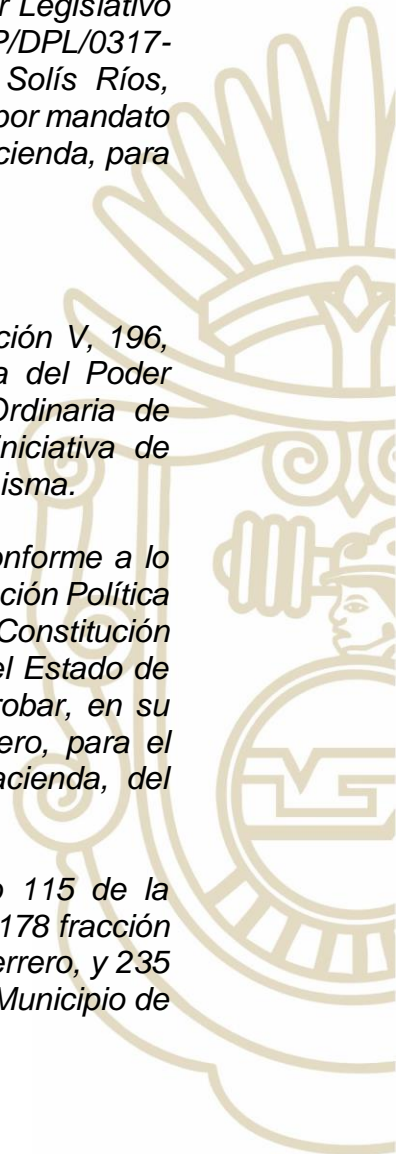 r Legislativo
P/DPL/0317-
Solís Ríos,
por mandato
cienda, para
ción V, 196,
a del Poder
Ordinaria de
niciativa de
isma.
onforme a lo
ción Política
Constitución
el Estado de
robar, en su
ero, para el
acienda, del
o 115 de la
178 fracción
errero, y 235
Municipio de